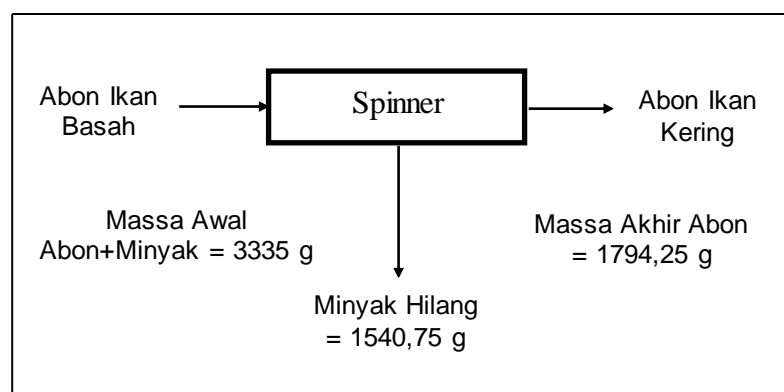 Abon Ikan
Basah
Spinner
Abon Ikan
Kering
Massa Awal
Abon+Minyak = 3335 g
Massa Akhir Abon
= 1794,25 g
Minyak Hilang
= 1540,75 g